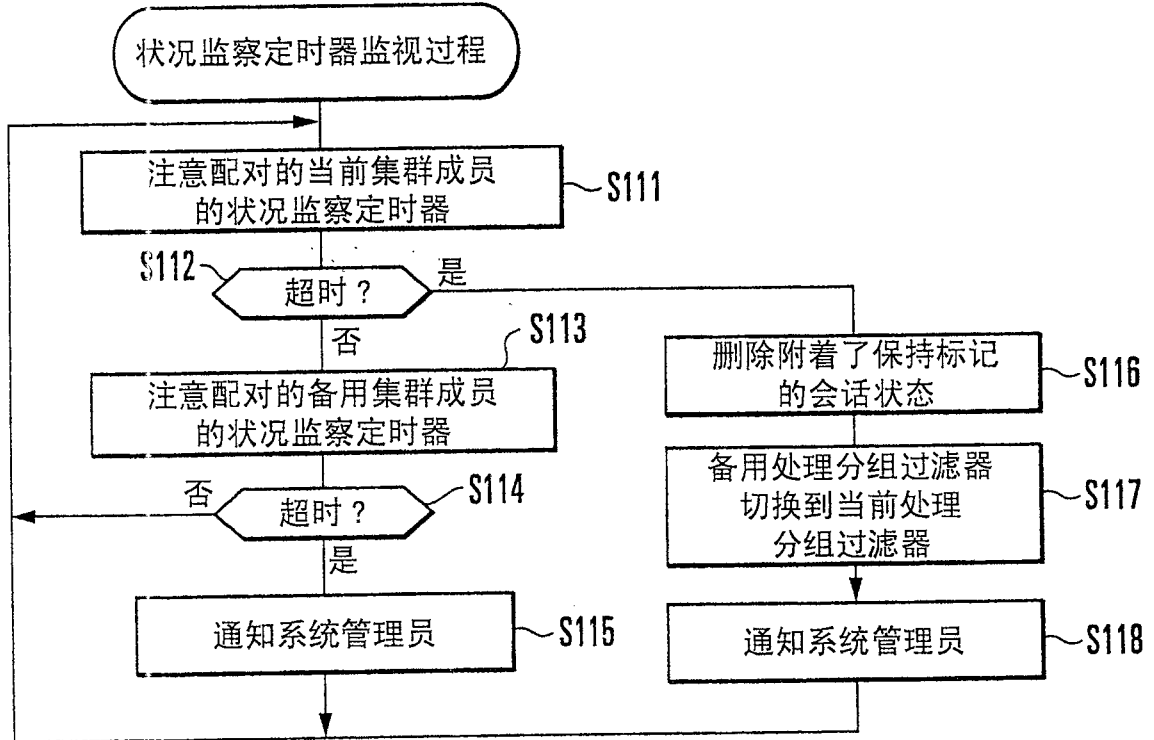 状况监察定时器监视过程
注意配对的当前集群成员
的状况监察定时器
S111
S112
超时?
是
否
S113
注意配对的备用集群成员
的状况监察定时器
否
超时?
S114
是
通知系统管理员
S115
删除附着了保持标记
的会话状态
S116
备用处理分组过滤器
切换到当前处理
分组过滤器
S117
通知系统管理员
S118